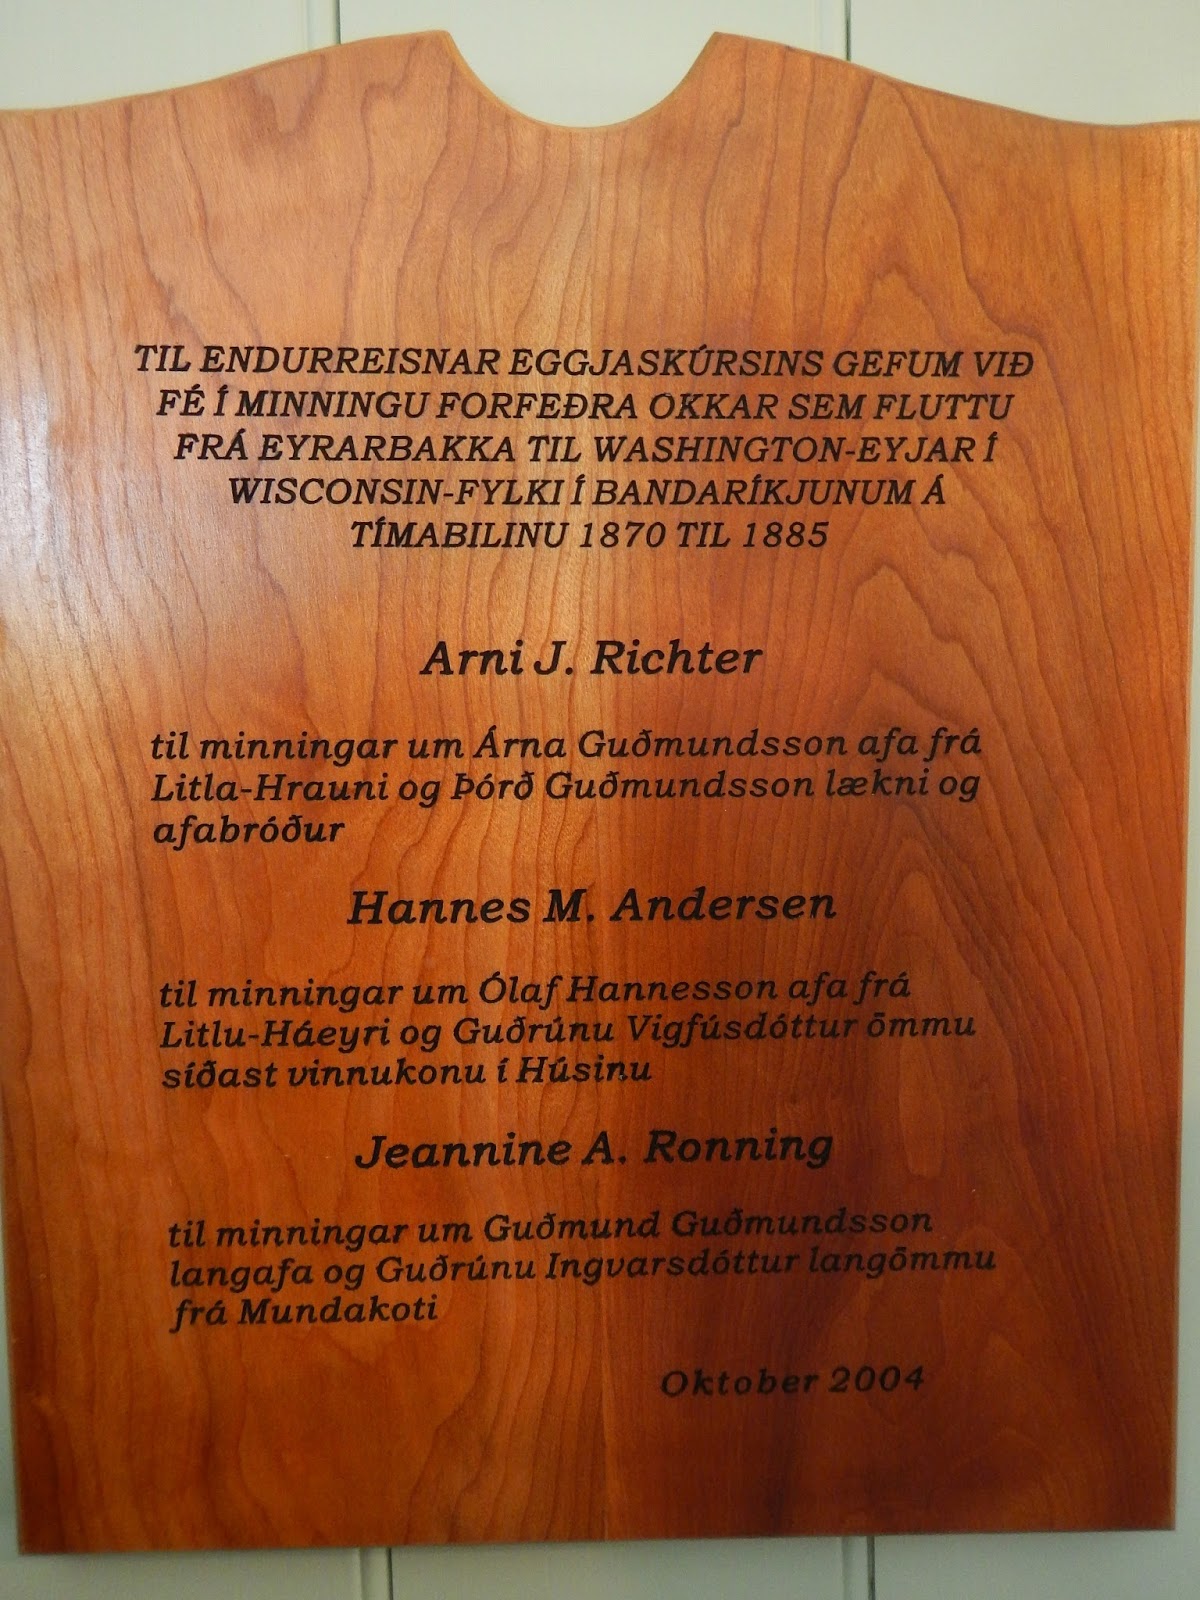 TIL ENDURREISNAR EGGJASKÚRSINS GEFUM VIÐ
FÉ Í MINNINGU FORFEÐRA OKKAR SEM FLUTTU
FRÁ EYRARBAKKA TIL WASHINGTON-EYJAR Í
WISCONSIN-FYLKI Í BANDARÍKJUNUM Á
TÍMABILINU 1870 TIL 1885
Arni J. Richter
til minningar um Árna Guðmundsson afa frá
Litla-Hrauni og Þórð Guðmundsson lækni og
afabróður
Hannes M. Andersen
til minningar um Ólaf Hannesson afa frá
Litlu-Háeyri og Guðrúnu Vigfúsdóttur ömmu
síðast vinnukonu í Húsinu
Jeannine A. Ronning
til minningar um Guðmund Guðmundsson
langafa og Guðrúnu Ingvarsdóttur langömmu
frá Mundakoti
Oktober 2004